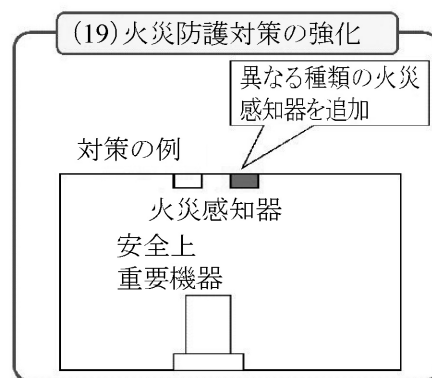 (19)火災防護対策の強化
異なる種類の火災
感知器を追加
対策の例
火災感知器
安全上
重要機器